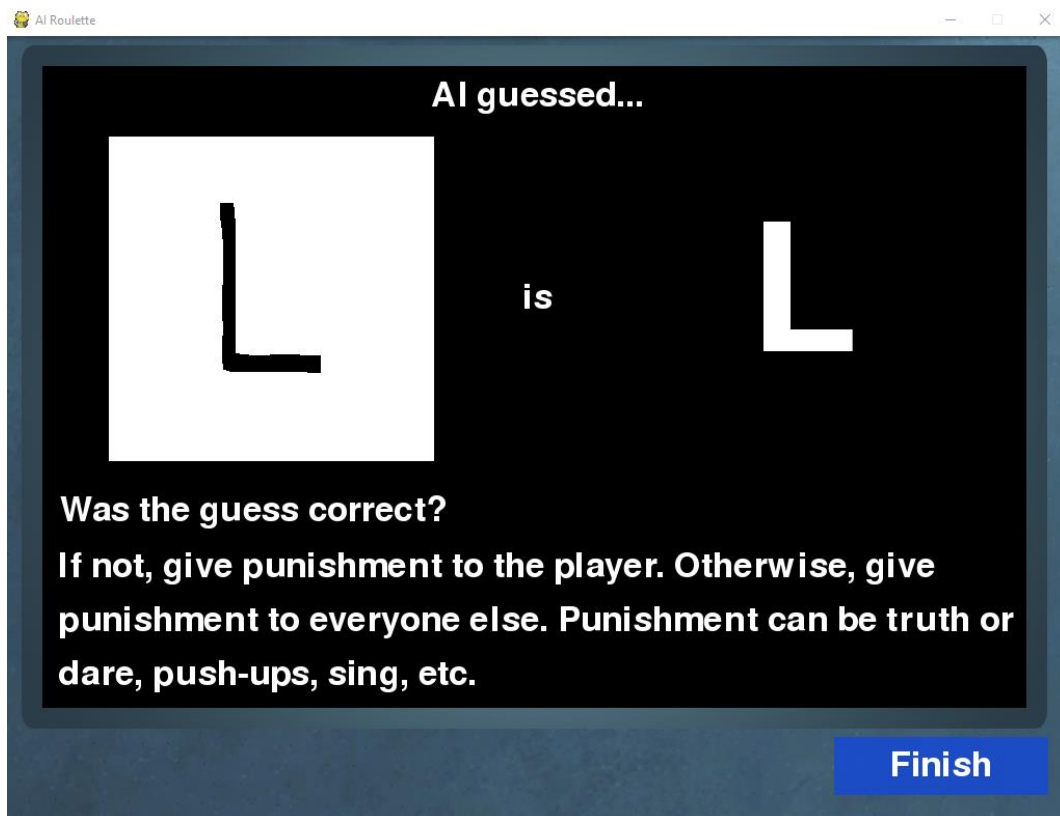 AI Roulette
AI guessed...
L is L
Was the guess correct?
If not, give punishment to the player. Otherwise, give
punishment to everyone else. Punishment can be truth or
dare, push-ups, sing, etc.
Finish